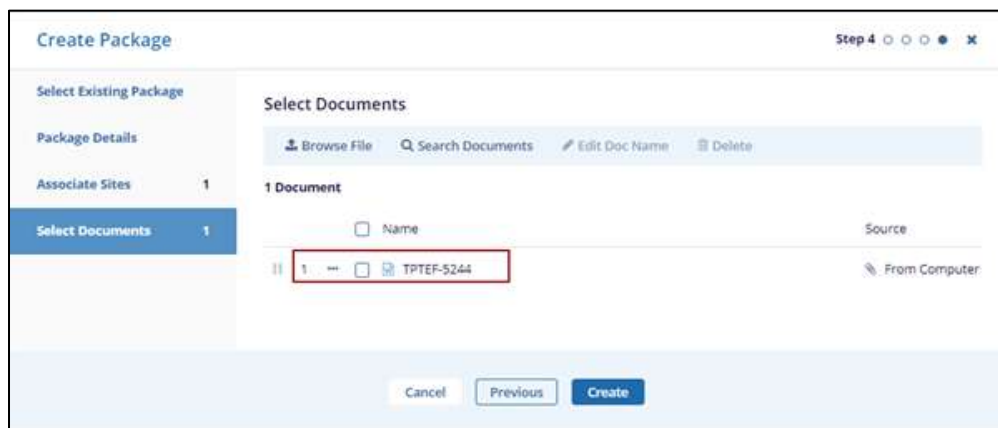 Create Package
Step 4
Select Existing Package
Package Details
Associate Sites 1
Select Documents 1
Select Documents
Browse File Search Documents Edit Doc Name Delete
1 Document
Name Source
1 TPTEF-5244 From Computer
Cancel Previous Create